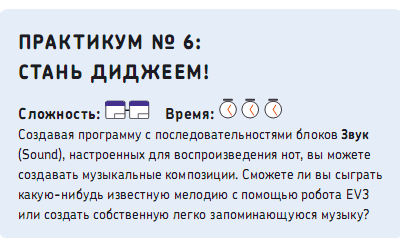 ПРАКТИКУМ № 6:
СТАНЬ ДИДЖЕЕМ!
Сложность: Время:
Создавая программу с последовательностями блоков Звук
(Sound), настроенных для воспроизведения нот, вы можете
создавать музыкальные композиции. Сможете ли вы сыграть
какую-нибудь известную мелодию с помощью робота EV3
или создать собственную легко запоминающуюся музыку?